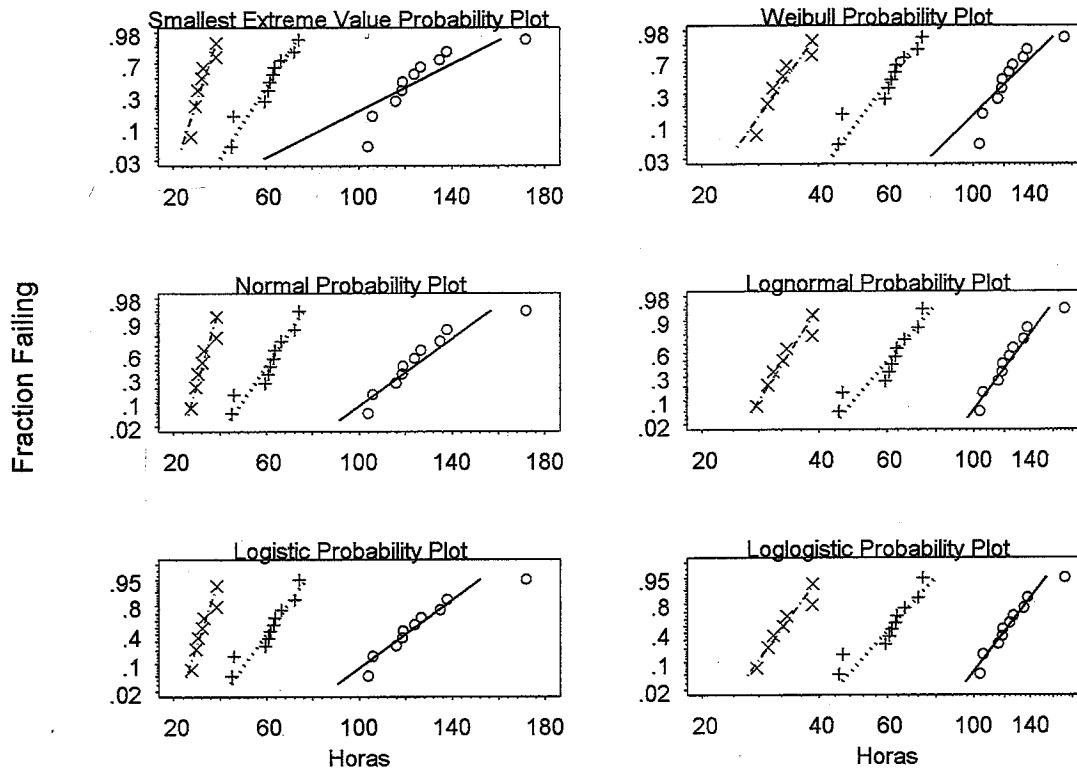 Smallest Extreme Value Probability Plot
.98
.7
.3
.1
.03
20 60 100 140 180
Weibull Probability Plot
.98
.7
.3
.1
.03
20 40 60 100 140
Fraction Failing
Normal Probability Plot
.98
.9
.6
.3
.1
.02
20 60 100 140 180
Lognormal Probability Plot
.98
.9
.6
.3
.1
.02
20 40 60 100 140
Logistic Probability Plot
.95
.8
.4
.1
.02
20 60 100 140 180
Horas
Loglogistic Probability Plot
.95
.8
.4
.1
.02
20 40 60 100 140
Horas